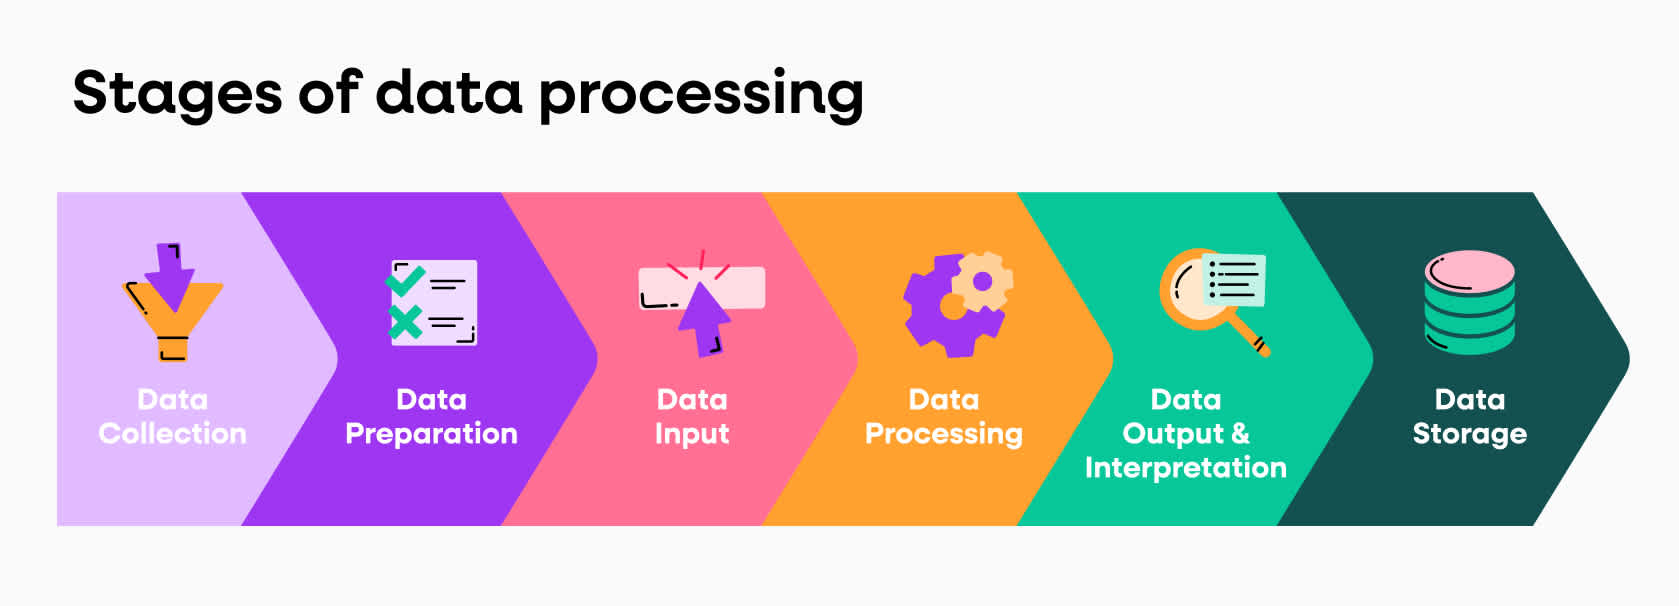 Stages of data processing
Data
Collection
Data
Preparation
Data
Input
Data
Processing
Data
Output &
Interpretation
Data
Storage